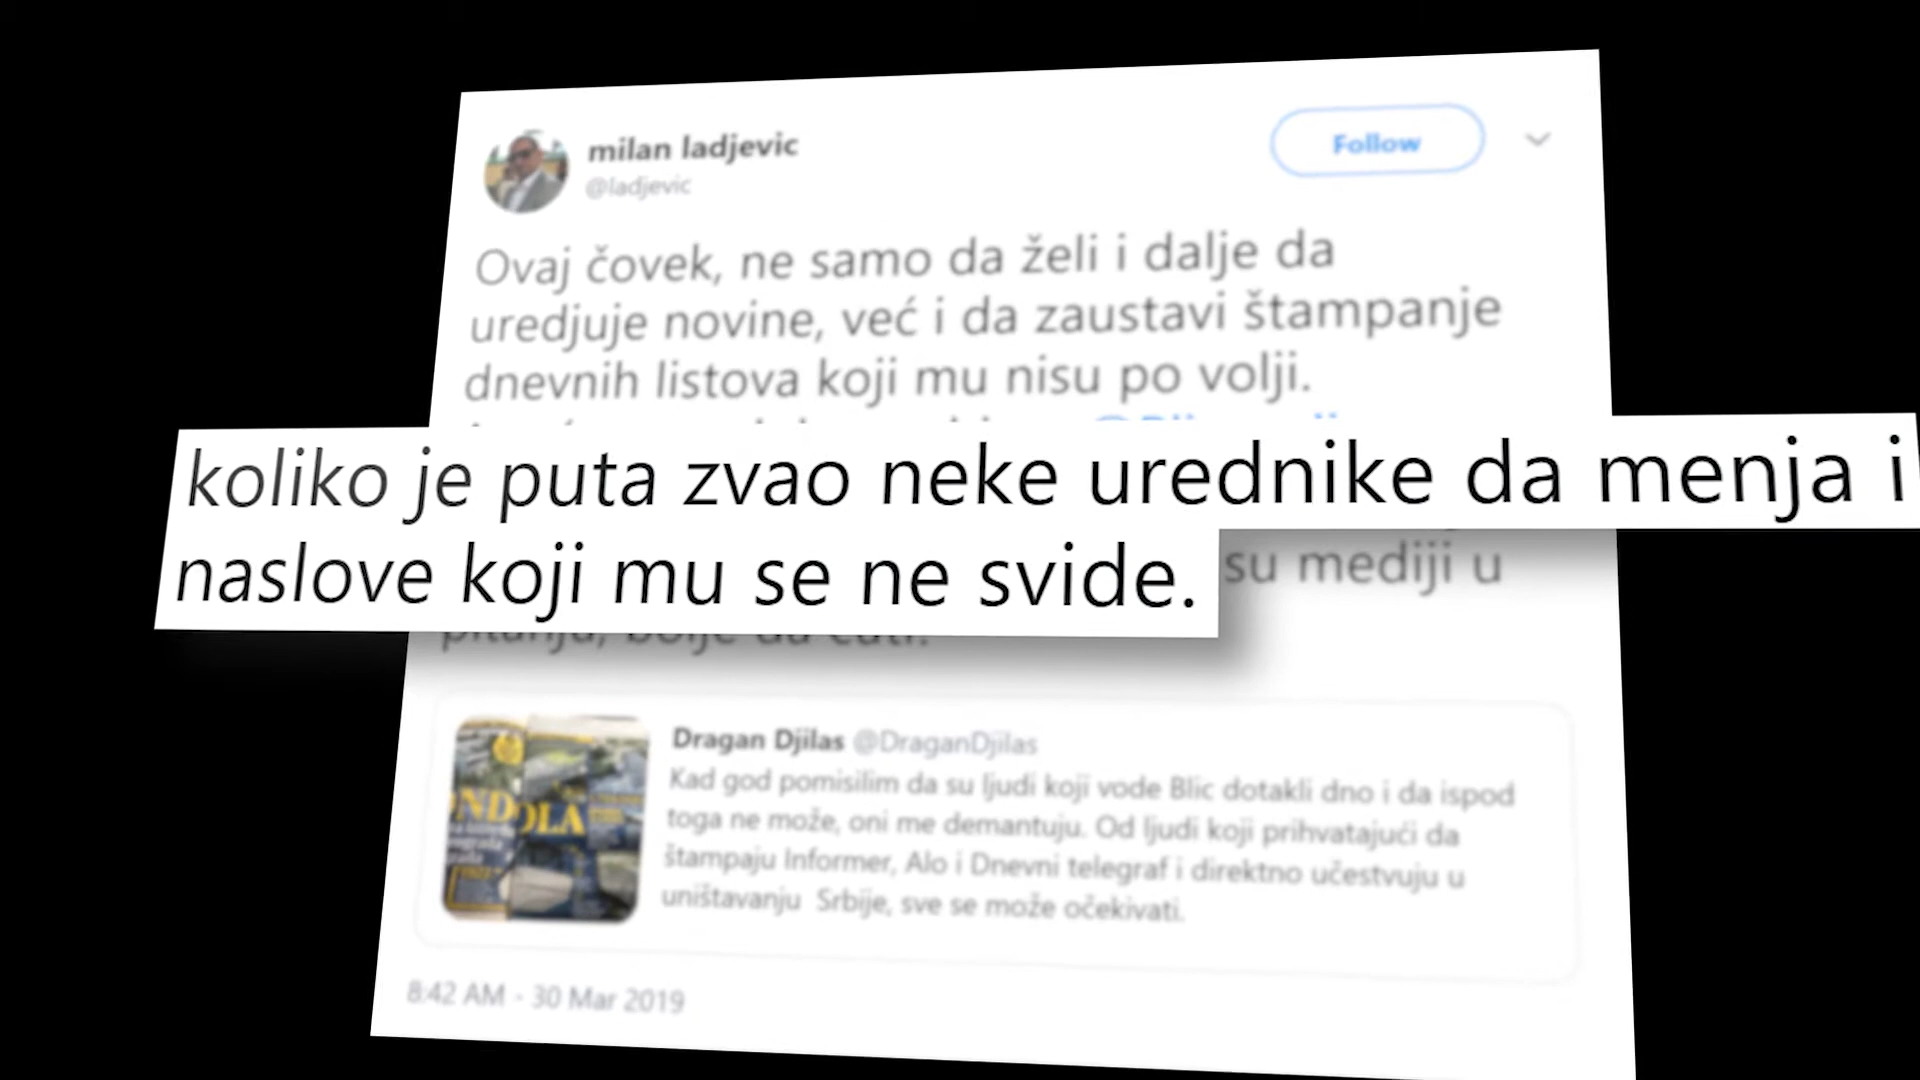 milan ladjevic
@ladjevic
Follow
Ovaj čovek, ne samo da želi i dalje da
uredjuje novine, već i da zaustavi štampanje
dnevnih listova koji mu nisu po volji.
koliko je puta zvao neke urednike da menja i
naslove koji mu se ne svide.
su mediji u
Dragan Djilas @DraganDjilas
Kad god pomisilim da su ljudi koji vode Blic dotakli dno i da ispod
toga ne može, oni me demantuju. Od ljudi koji prihvatajući da
štampaju Informer, Alo i Dnevni telegraf i direktno učestvuju u
uništavanju Srbije, sve se može očekivati.
8:42 AM - 30 Mar 2019